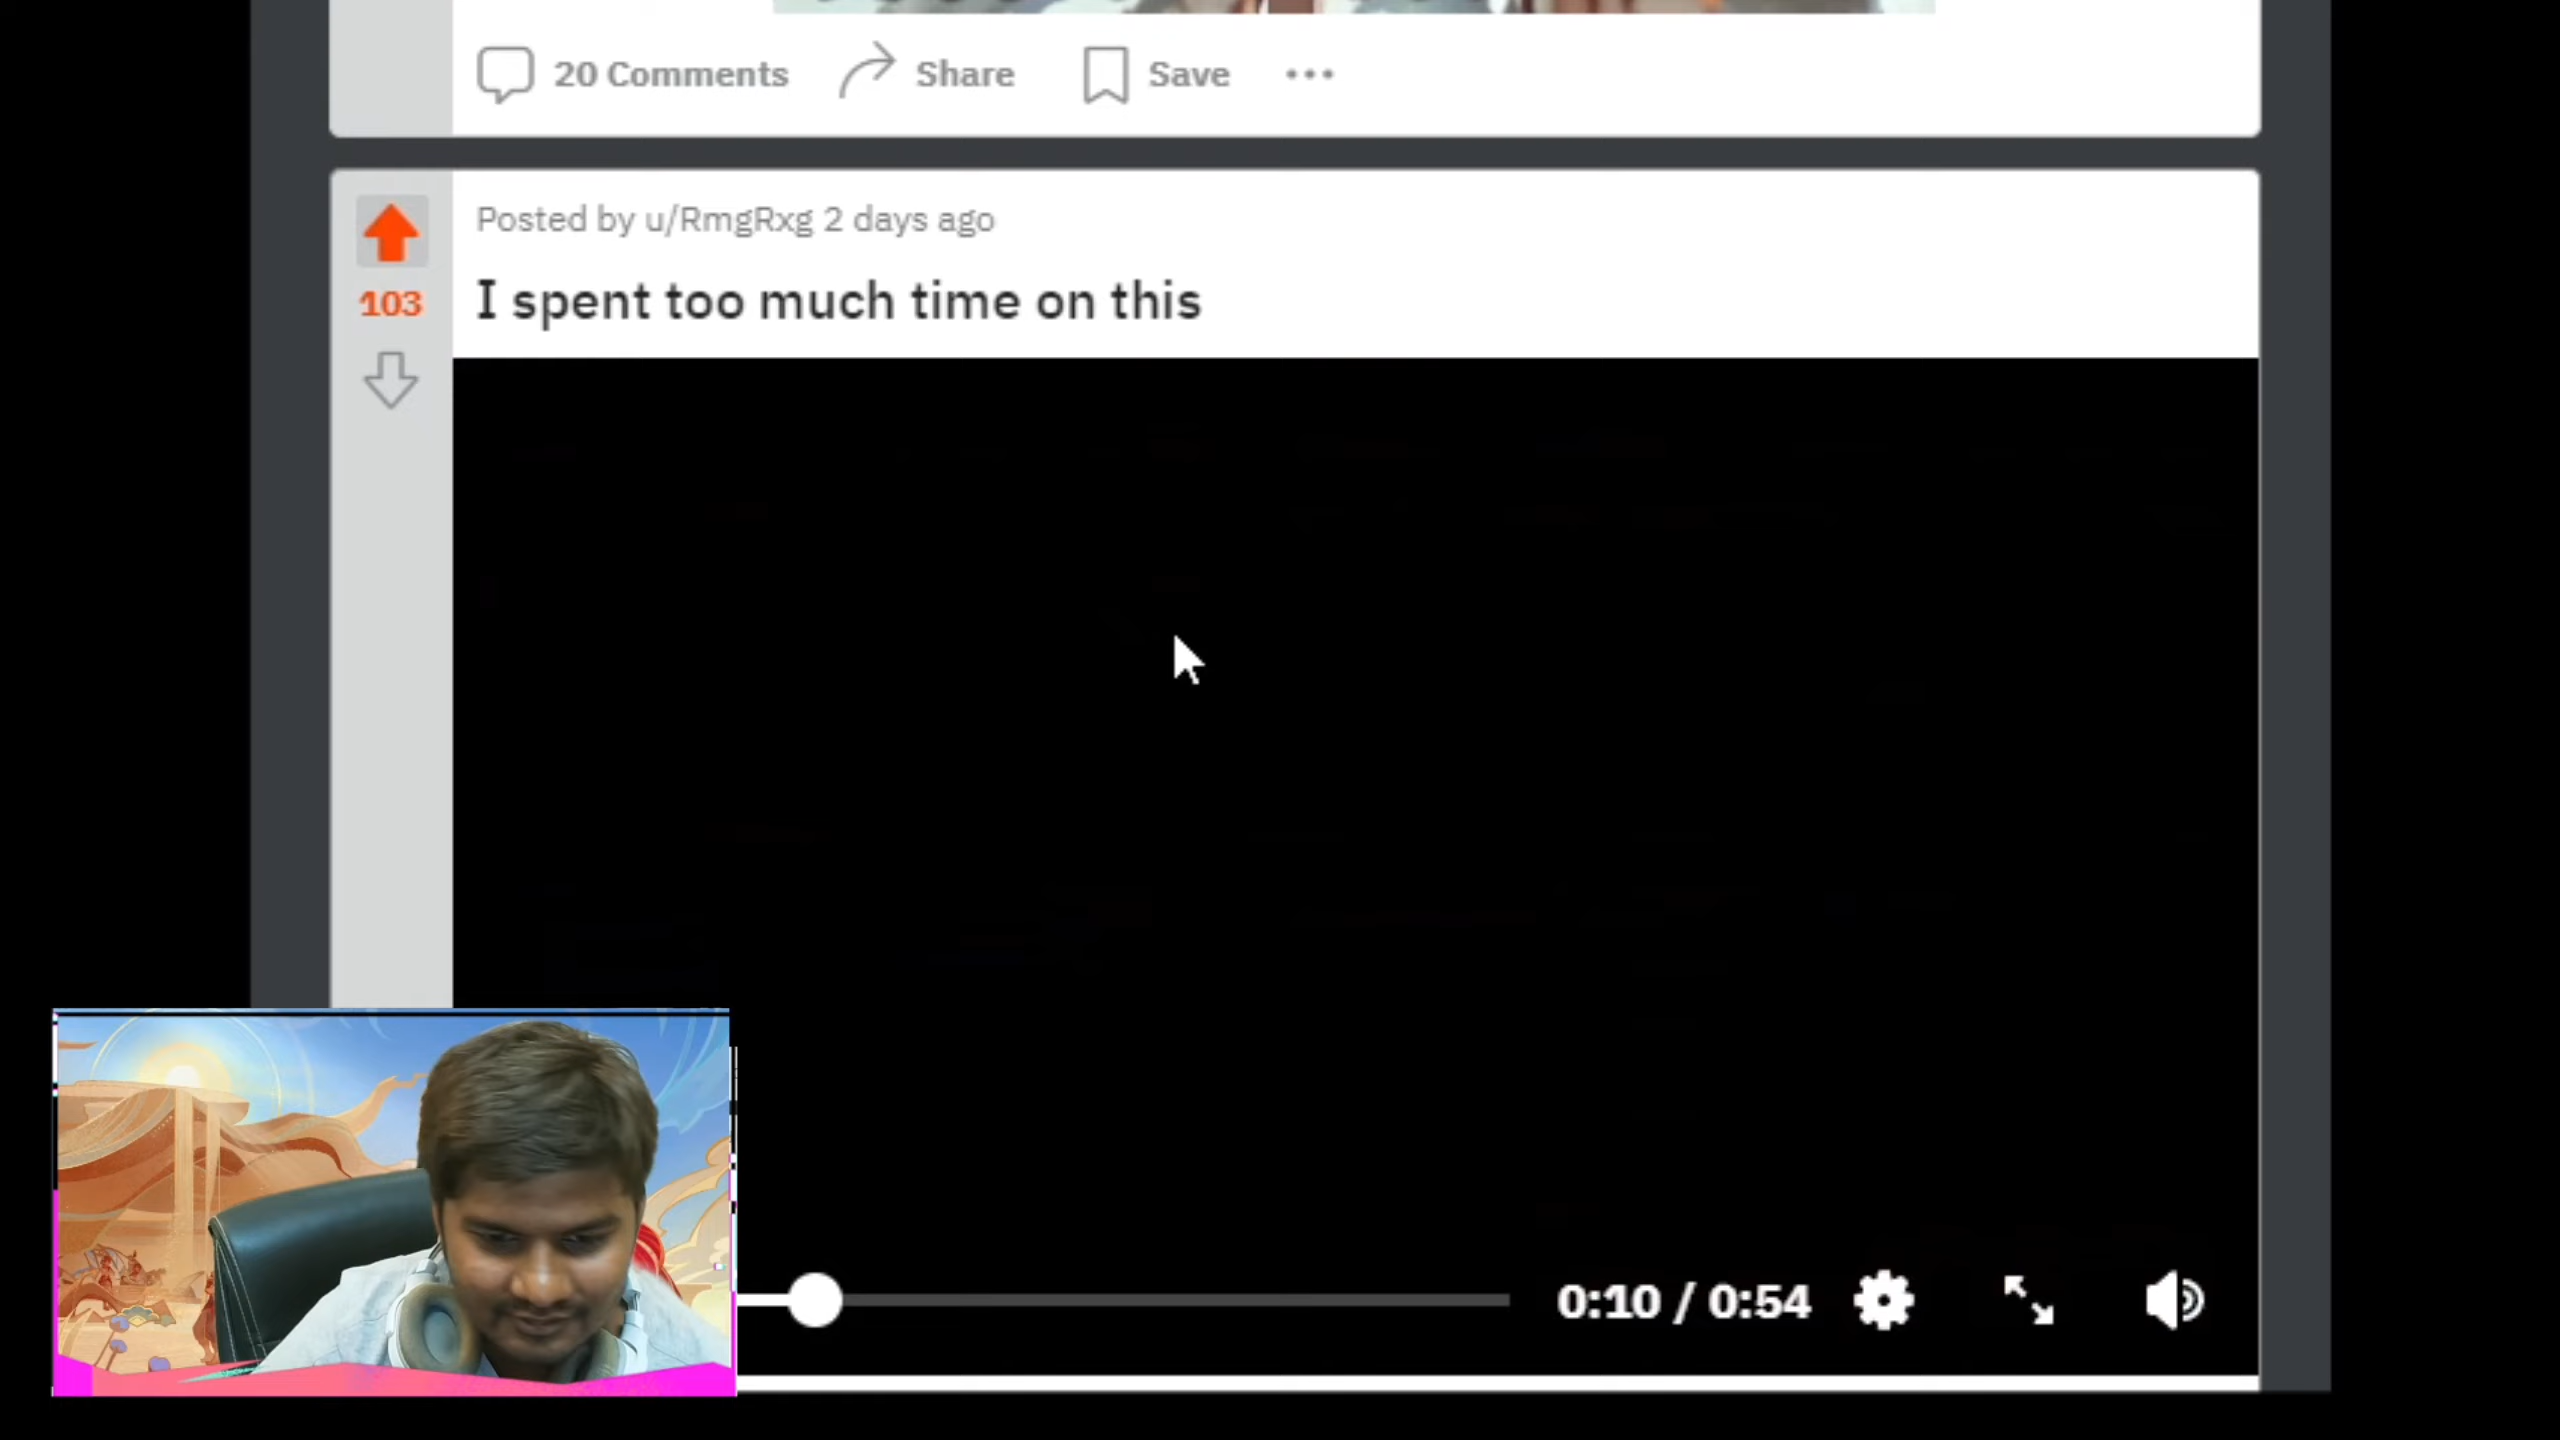 20 Comments Share Save
Posted by u/RmgRxg 2 days ago
103
I spent too much time on this
0:10 / 0:54